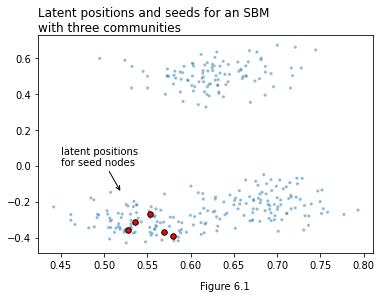 Latent positions and seeds for an SBM
with three communities
0.6
0.4
0.2
0.0
−0.2
−0.4
latent positions
for seed nodes
0.45 0.50 0.55 0.60 0.65 0.70 0.75 0.80
Figure 6.1